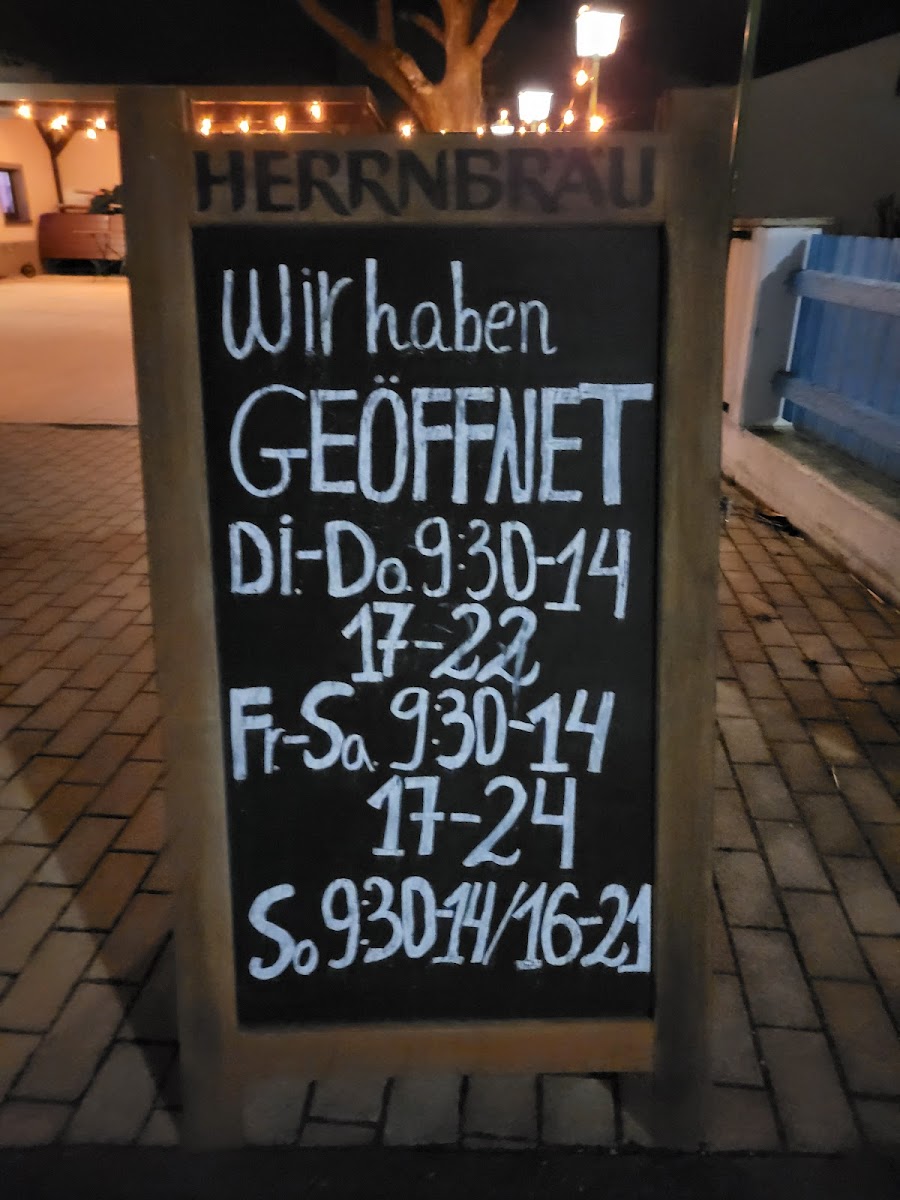 HERRNBRÄU
Wir haben
GEÖFFNET
Di.-Do. 9:30-14
17-22
Fr.-Sa. 9:30-14
17-24
So 9:30-14/16-21